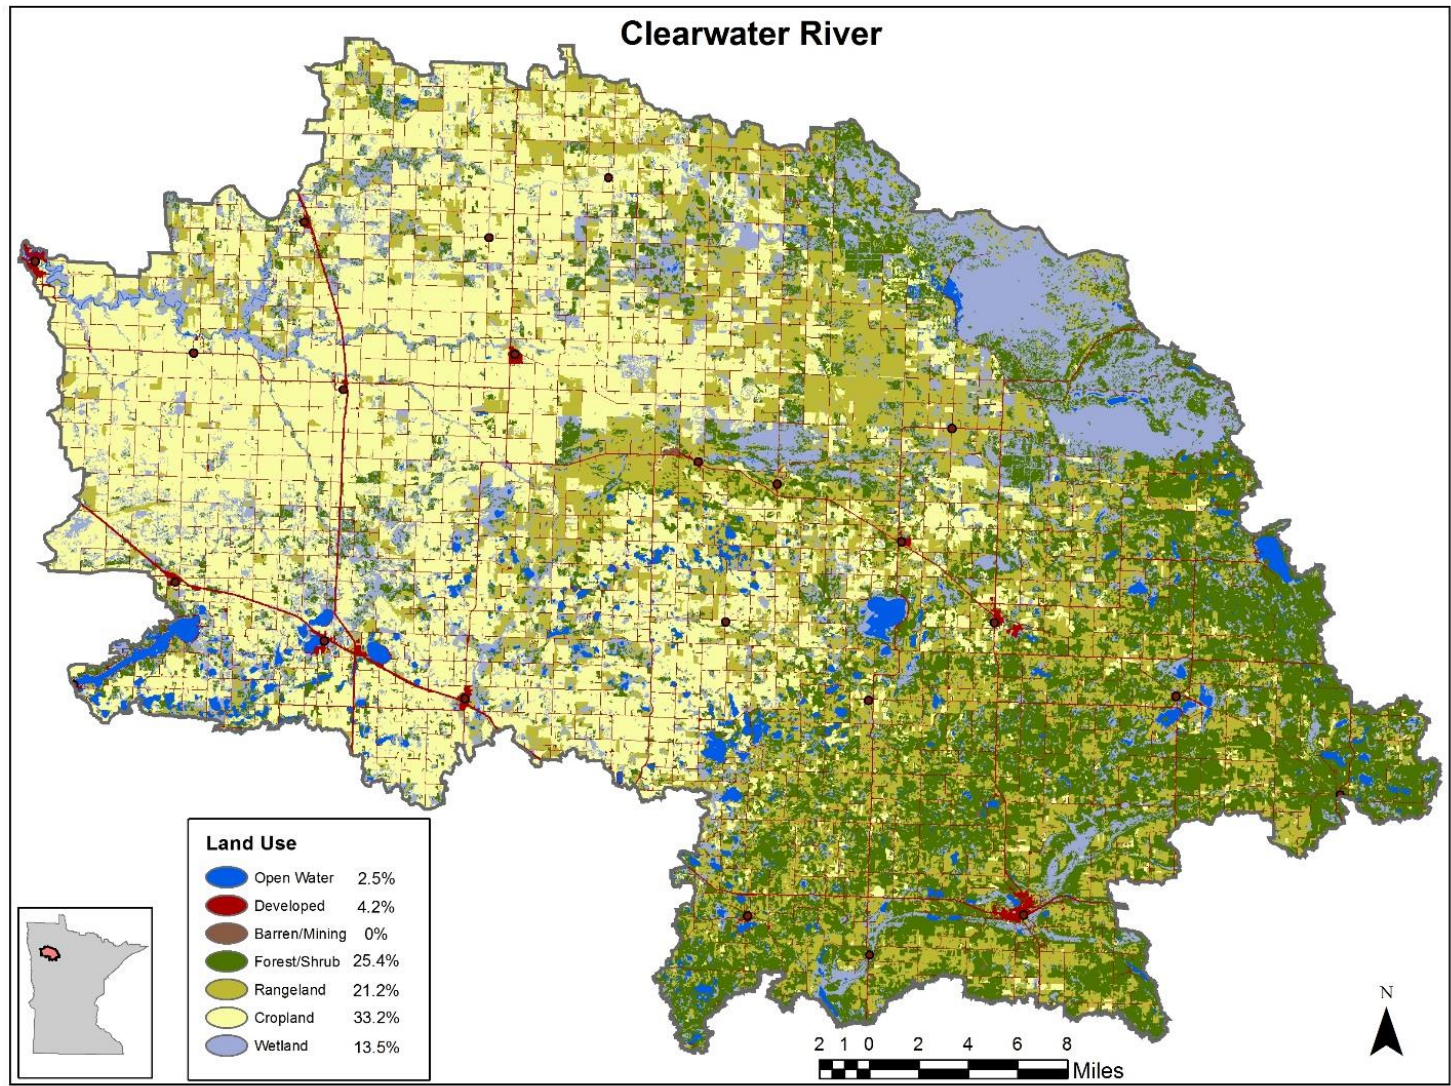 Clearwater River
Land Use
Open Water 2.5%
Developed 4.2%
Barren/Mining 0%
Forest/Shrub 25.4%
Rangeland 21.2%
Cropland 33.2%
Wetland 13.5%
N
2 1 0 2 4 6 8
Miles